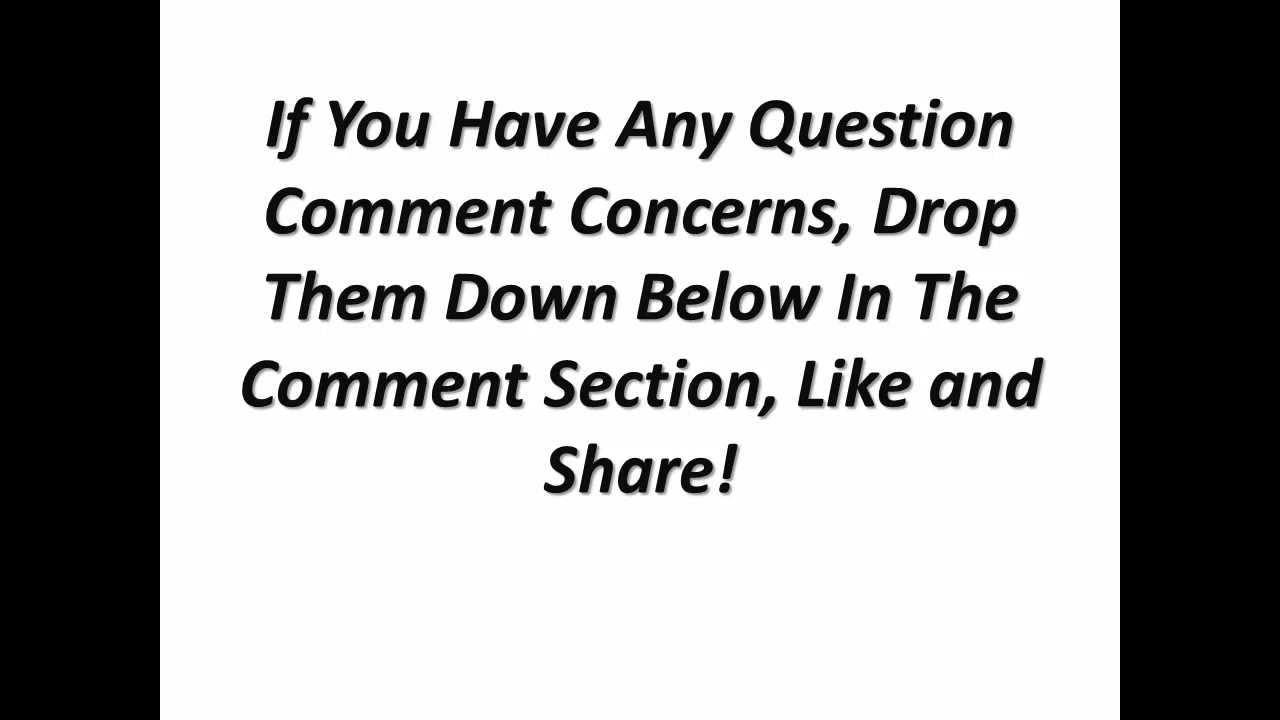 If You Have Any Question
Comment Concerns, Drop
Them Down Below In The
Comment Section, Like and
Share!